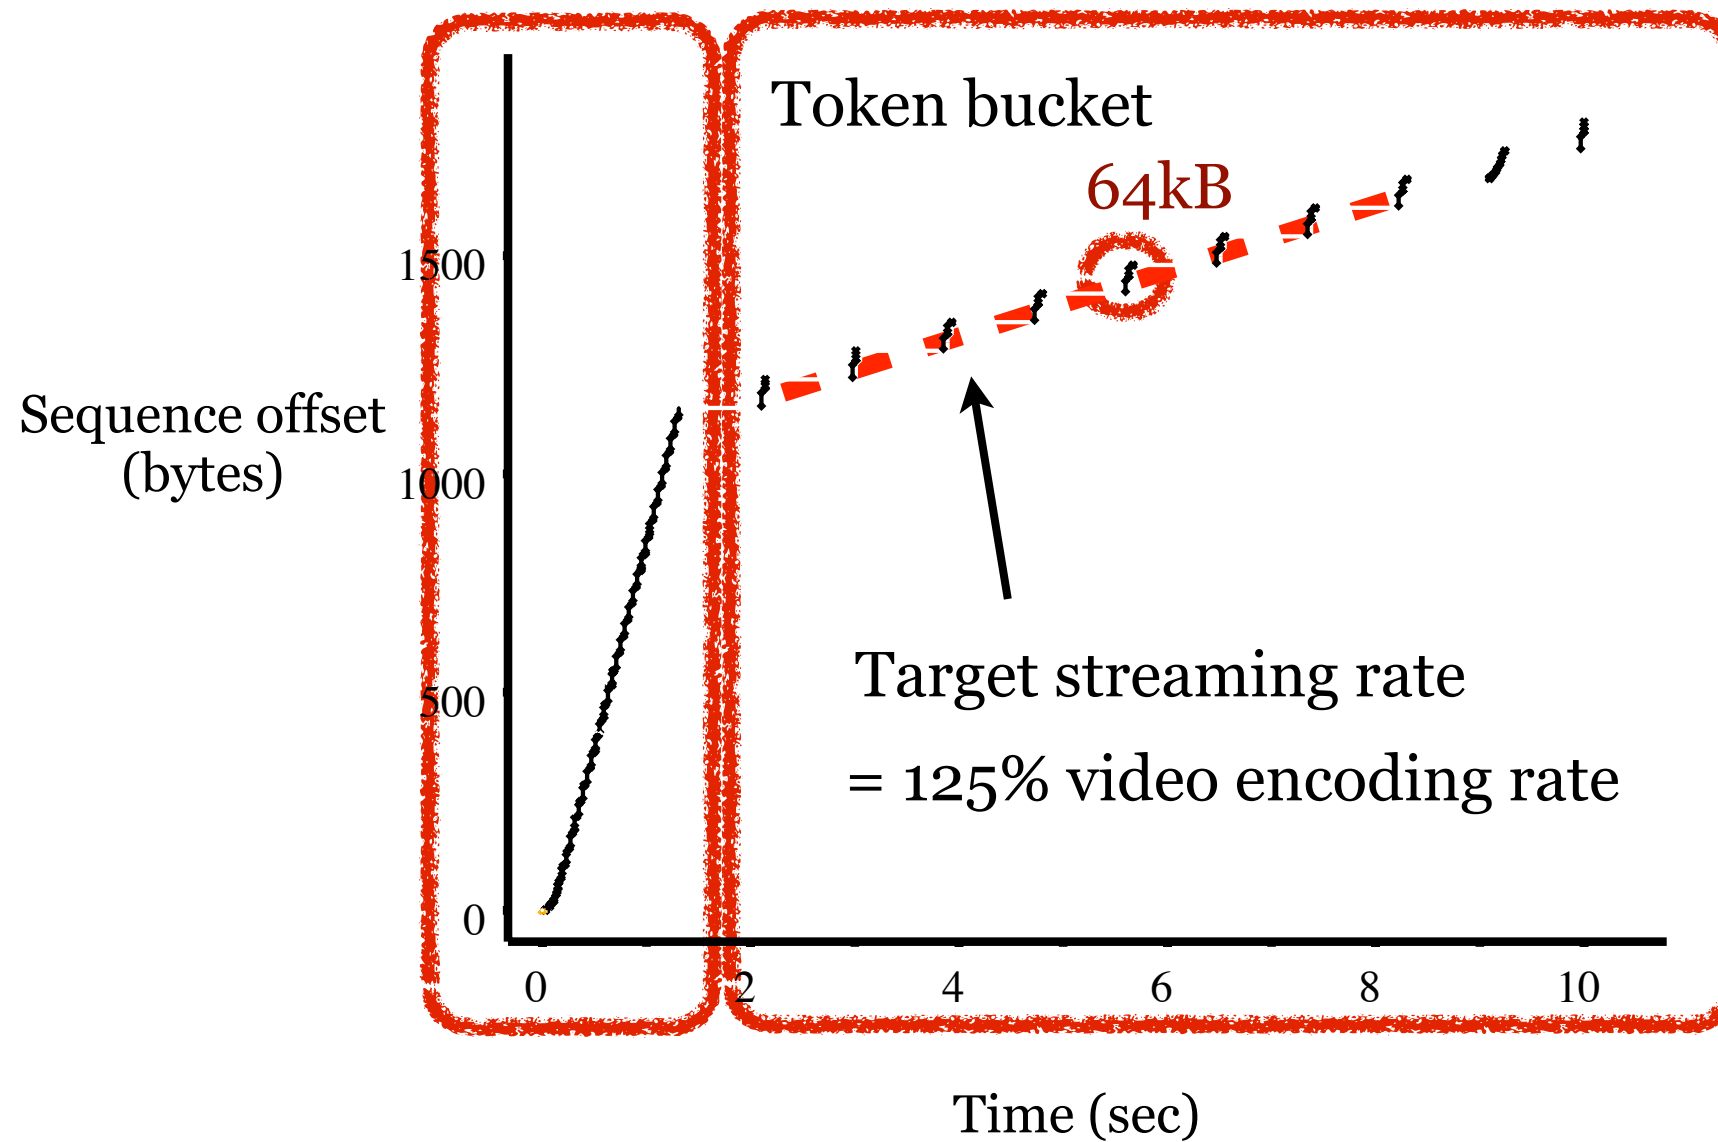 Token bucket
64kB
1500
Sequence offset
(bytes)
1000
Target streaming rate
500
= 125% video encoding rate
0
0 2 4 6 8 10
Time (sec)